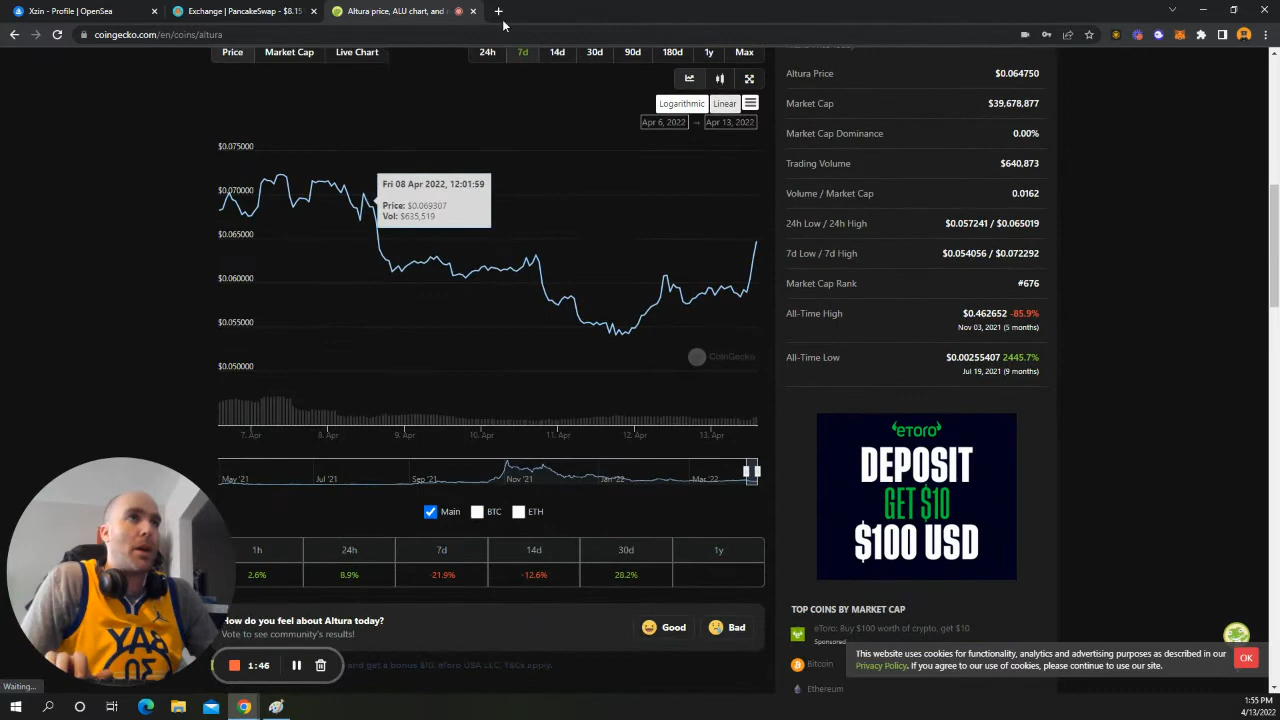 Xzin - Profile | OpenSea
Exchange | PancakeSwap - $8.15
Altura price, ALU chart, and
coingecko.com/en/coins/altura
Price Market Cap Live Chart
24h 7d 14d 30d 90d 180d 1y Max
Logarithmic Linear
Apr 6, 2022 → Apr 13, 2022
$0.075000
$0.070000
$0.065000
$0.060000
$0.055000
$0.050000
Fri 08 Apr 2022, 12:01:59
Price: $0.069307
Vol: $635,519
CoinGecko
7. Apr 8. Apr 9. Apr 10. Apr 11. Apr 12. Apr 13. Apr
May '21 Jul '21 Sep '21 Nov '21 Jan '22 Mar '22
Main BTC ETH
1h 24h 7d 14d 30d 1y
2.6% 8.9% -21.9% -12.6% 28.2%
How do you feel about Altura today?
Vote to see community's results!
Good Bad
1:46
and get a bonus $10. eToro USA LLC. T&Cs apply.
Altura Price $0.064750
Market Cap $39,678,877
Market Cap Dominance 0.00%
Trading Volume $640,873
Volume / Market Cap 0.0162
24h Low / 24h High $0.057241 / $0.065019
7d Low / 7d High $0.054056 / $0.072292
Market Cap Rank #676
All-Time High $0.462652 -85.9%
Nov 03, 2021 (5 months)
All-Time Low $0.00255407 2445.7%
Jul 19, 2021 (9 months)
eToro
DEPOSIT
GET $10
$100 USD
TOP COINS BY MARKET CAP
eToro: Buy $100 worth of crypto, get $10
Sponsored
Bitcoin
Ethereum
This website uses cookies for functionality, analytics and advertising purposes as described in our
Privacy Policy. If you agree to our use of cookies, please continue to use our site.
OK
BAY
30
Waiting...
1:55 PM
4/13/2022